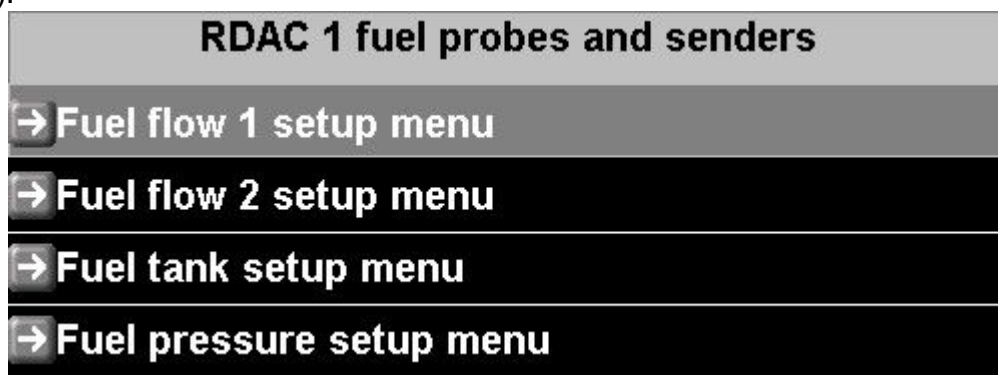 ).
RDAC 1 fuel probes and senders
Fuel flow 1 setup menu
Fuel flow 2 setup menu
Fuel tank setup menu
Fuel pressure setup menu